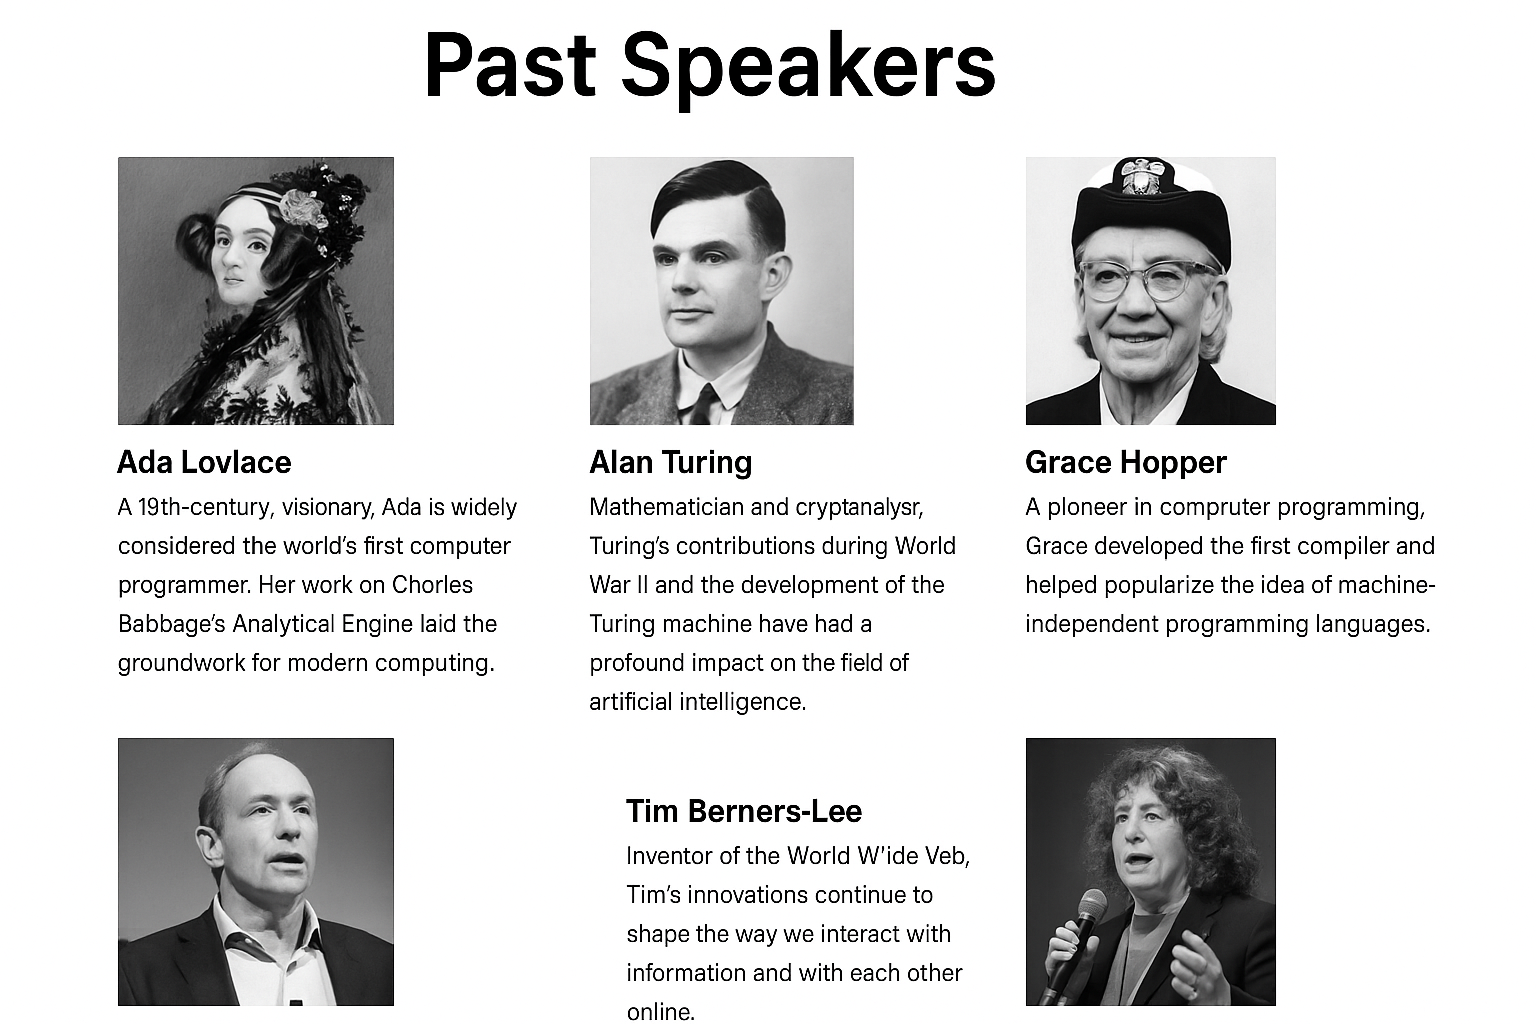 Past Speakers
Ada Lovlace
A 19th-century, visionary, Ada is widely
considered the world's first computer
programmer. Her work on Chorles
Babbage's Analytical Engine laid the
groundwork for modern computing.
Alan Turing
Mathematician and cryptanalysr,
Turing's contributions during World
War II and the development of the
Turing machine have had a
profound impact on the field of
artificial intelligence.
Grace Hopper
A ploneer in compruter programming,
Grace developed the first compiler and
helped popularize the idea of machine-
independent programming languages.
Tim Berners-Lee
Inventor of the World W'ide Veb,
Tim's innovations continue to
shape the way we interact with
information and with each other
online.